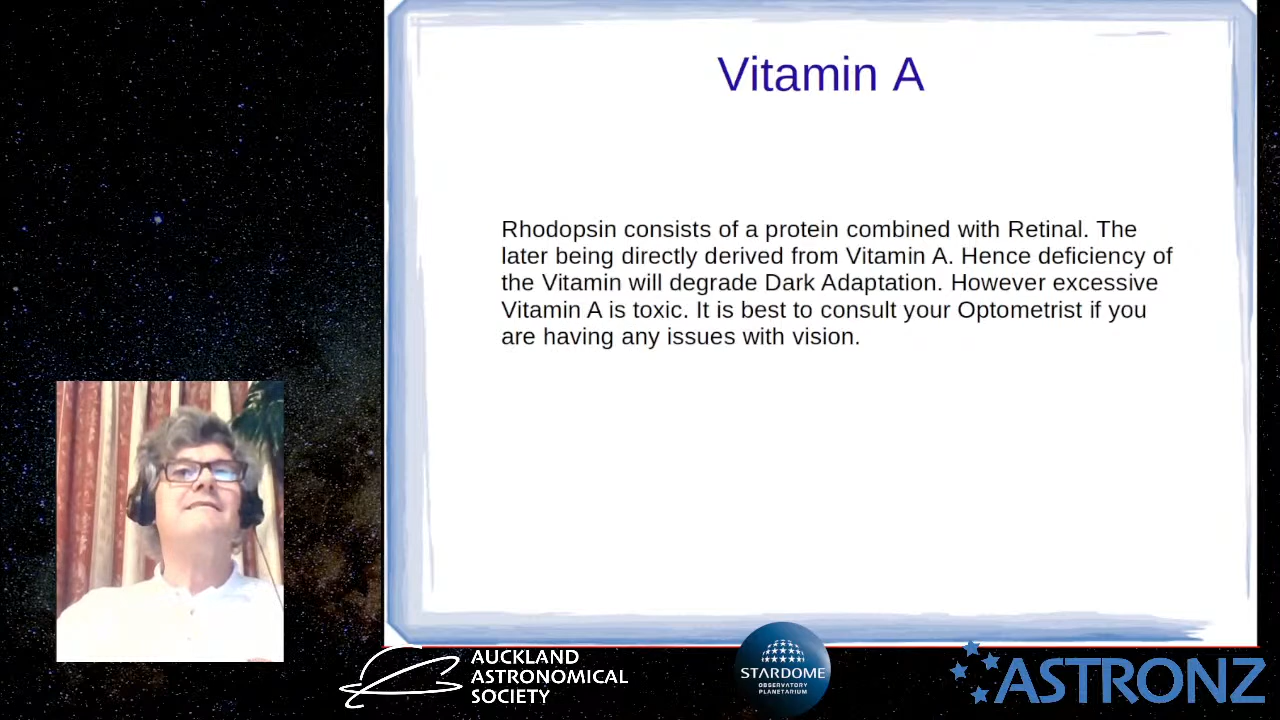 Vitamin A
Rhodopsin consists of a protein combined with Retinal. The
later being directly derived from Vitamin A. Hence deficiency of
the Vitamin will degrade Dark Adaptation. However excessive
Vitamin A is toxic. It is best to consult your Optometrist if you
are having any issues with vision.
AUCKLAND
ASTRONOMICAL
SOCIETY
STARDOME
OBSERVATORY
PLANETARIUM
ASTRONZ